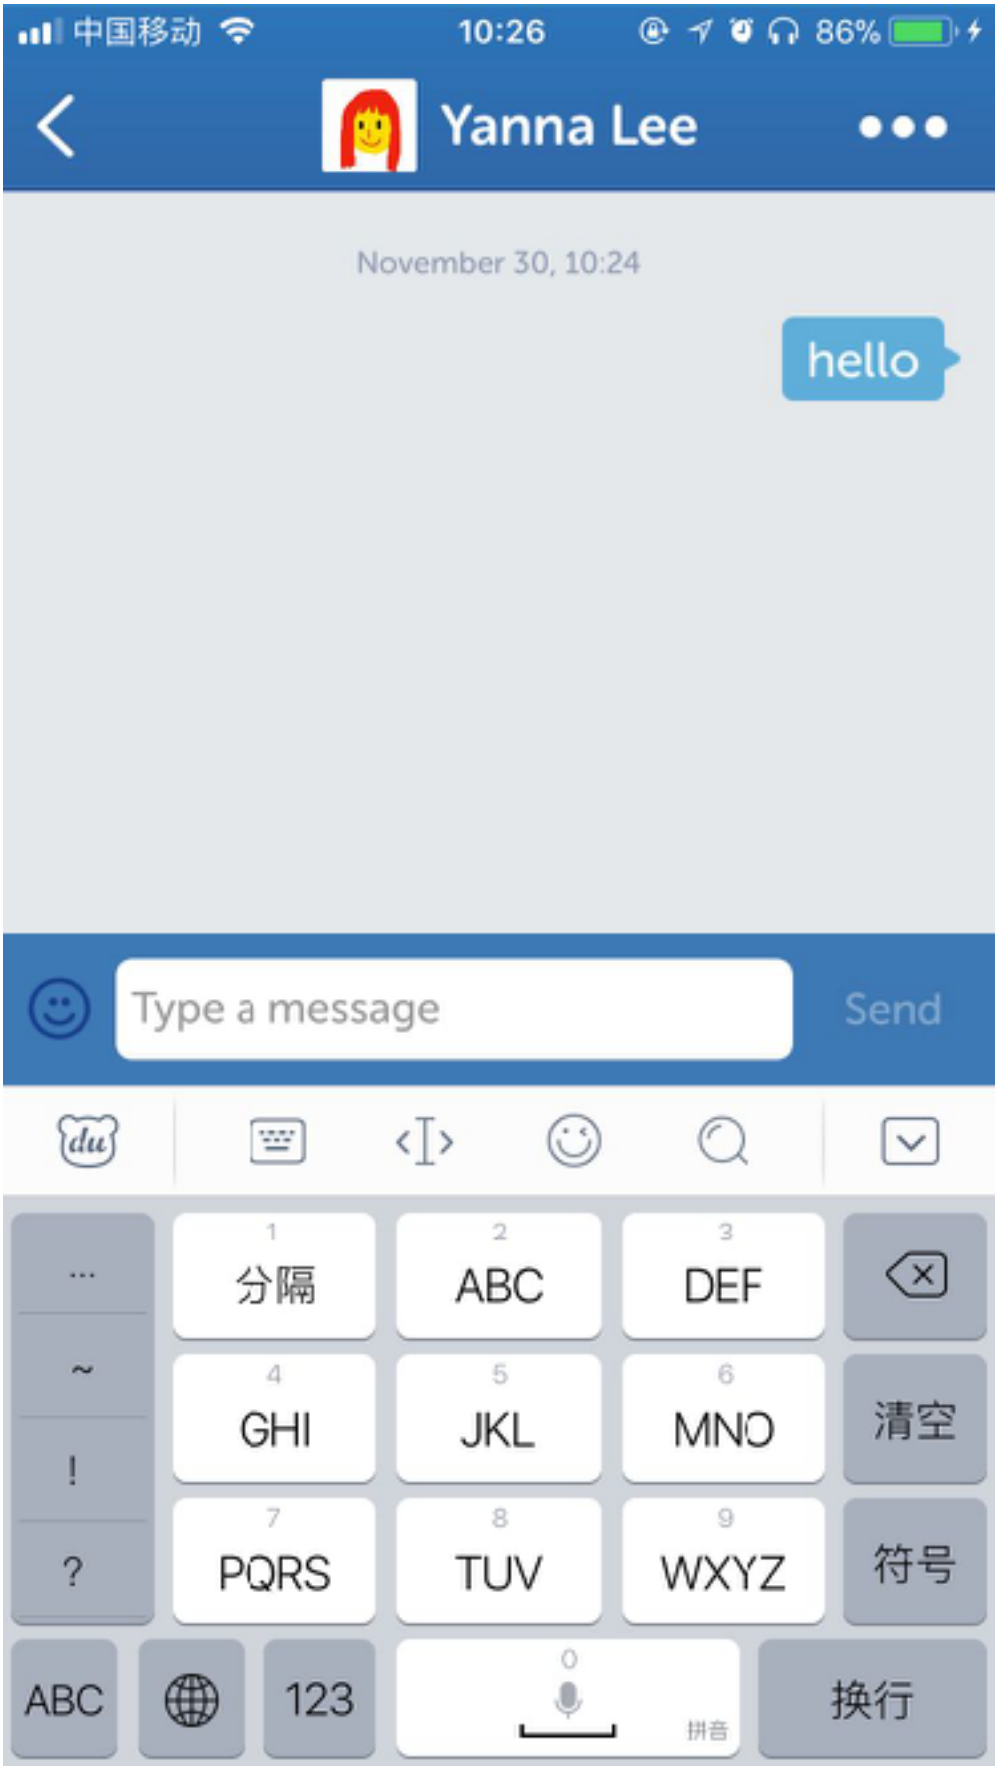 中国移动 10:26 86%
Yanna Lee
November 30, 10:24
hello
Type a message Send
du
... 1 分隔 2 ABC 3 DEF
~ 4 GHI 5 JKL 6 MNO 清空
!
? 7 PQRS 8 TUV 9 WXYZ 符号
ABC 123 0 拼音 换行